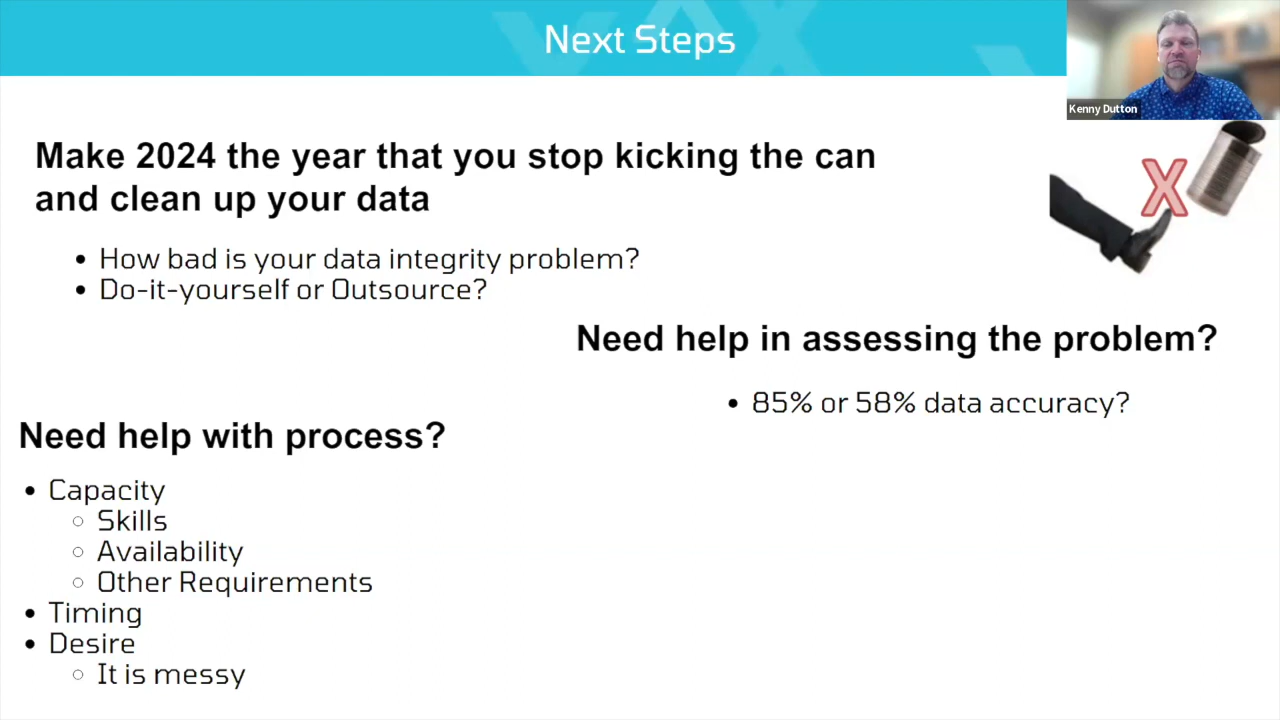 Next Steps
Kenny Dutton
Make 2024 the year that you stop kicking the can
and clean up your data
X
• How bad is your data integrity problem?
• Do-it-yourself or Outsource?
Need help in assessing the problem?
• 85% or 58% data accuracy?
Need help with process?
• Capacity
○ Skills
○ Availability
○ Other Requirements
• Timing
• Desire
○ It is messy